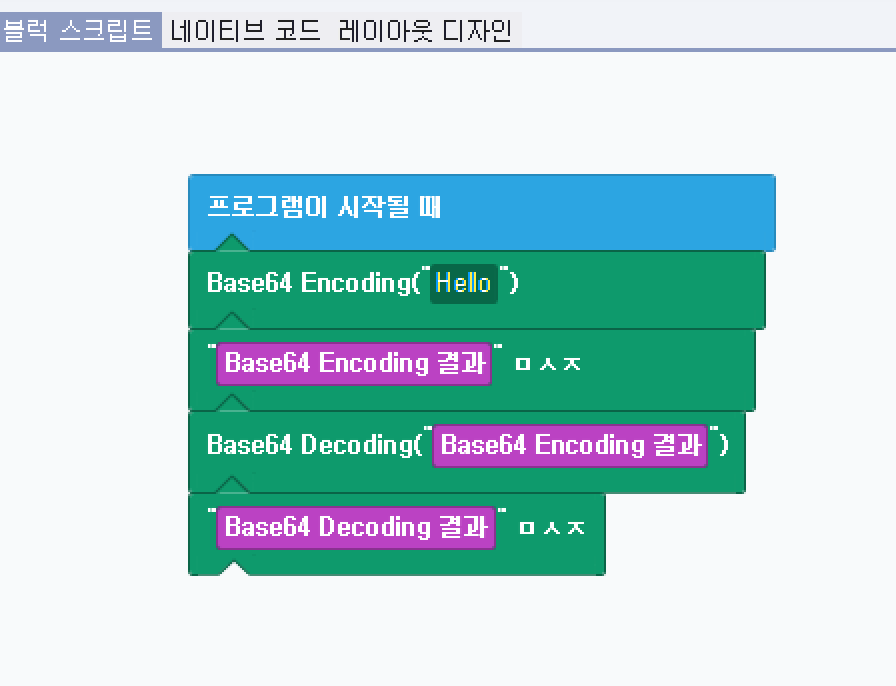 블럭 스크립트 네이티브 코드 레이아웃 디자인
프로그램이 시작될 때
Base64 Encoding("Hello")
"Base64 Encoding 결과" ㅁㅅㅈ
Base64 Decoding("Base64 Encoding 결과")
"Base64 Decoding 결과" ㅁㅅㅈ